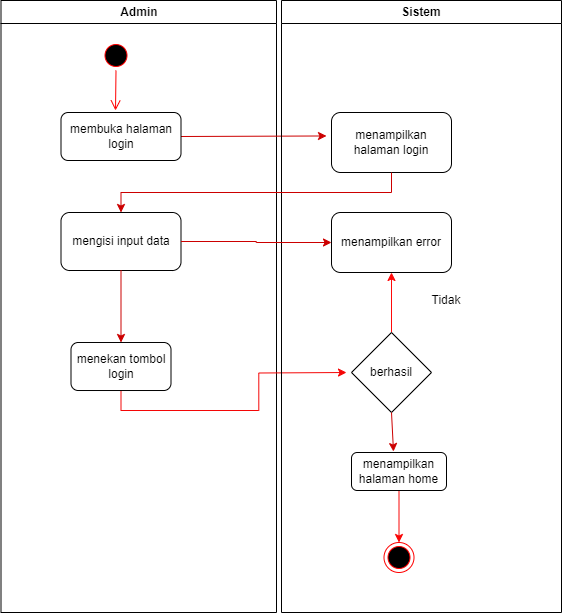 Admin
Sistem
membuka halaman
login
menampilkan
halaman login
mengisi input data
menampilkan error
Tidak
menekan tombol
login
berhasil
menampilkan
halaman home